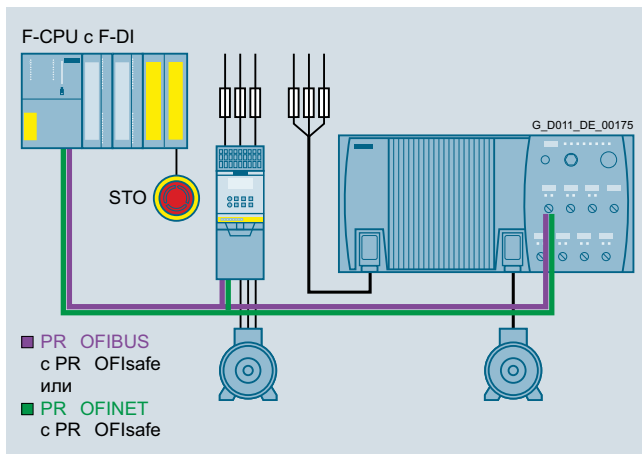 F-CPU с F-DI
G_D011_DE_00175
STO
PR OFIBUS
с PR OFIsafe
или
PR OFINET
с PR OFIsafe